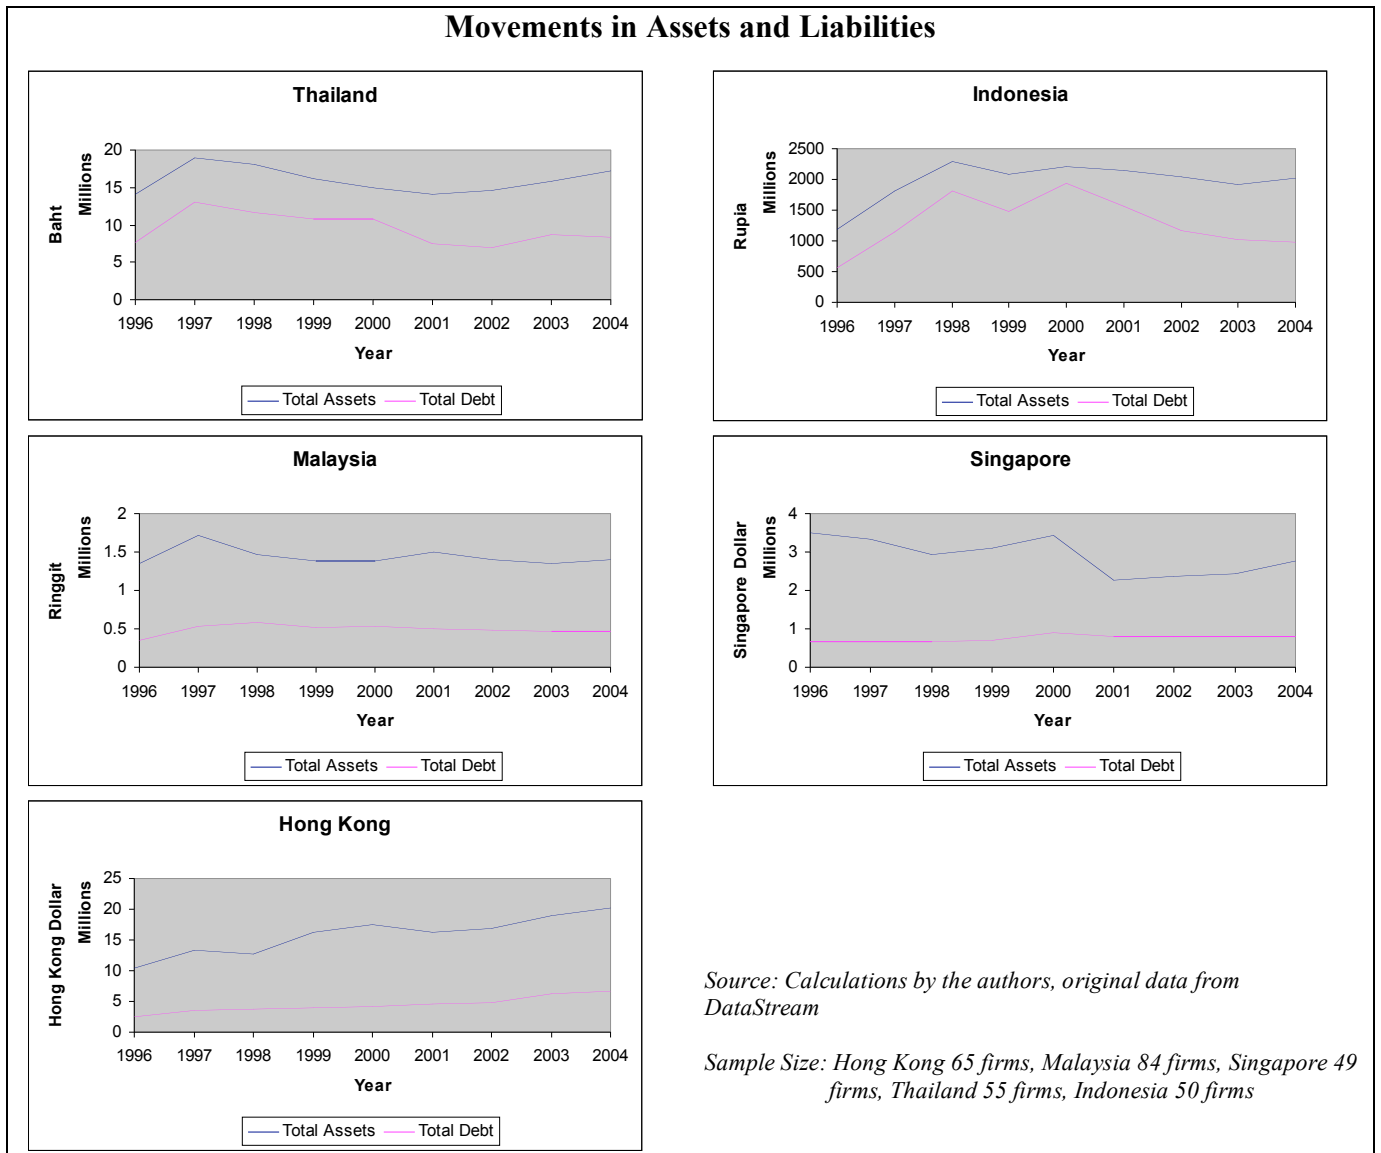 Movements in Assets and Liabilities
Thailand
Baht
Millions
20
15
10
5
0
1996 1997 1998 1999 2000 2001 2002 2003 2004
Year
Total Assets Total Debt
Indonesia
Rupia
Millions
2500
2000
1500
1000
500
0
1996 1997 1998 1999 2000 2001 2002 2003 2004
Year
Total Assets Total Debt
Malaysia
Ringgit
Millions
2
1.5
1
0.5
0
1996 1997 1998 1999 2000 2001 2002 2003 2004
Year
Total Assets Total Debt
Singapore
Singapore Dollar
Millions
4
3
2
1
0
1996 1997 1998 1999 2000 2001 2002 2003 2004
Year
Total Assets Total Debt
Hong Kong
Hong Kong Dollar
Millions
25
20
15
10
5
0
1996 1997 1998 1999 2000 2001 2002 2003 2004
Year
Total Assets Total Debt
Source: Calculations by the authors, original data from
DataStream
Sample Size: Hong Kong 65 firms, Malaysia 84 firms, Singapore 49
firms, Thailand 55 firms, Indonesia 50 firms